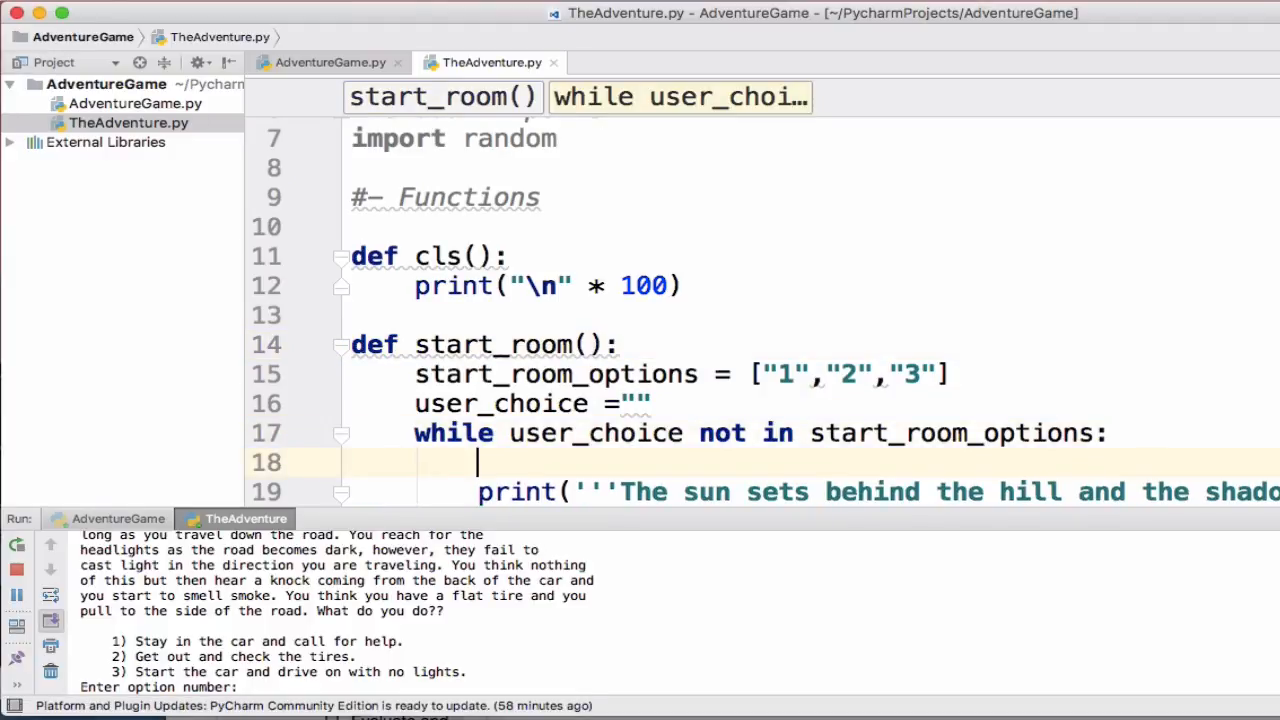 TheAdventure.py - AdventureGame - [~/PycharmProjects/AdventureGame]
AdventureGame TheAdventure.py
Project AdventureGame.py TheAdventure.py
AdventureGame ~/Pycharm
AdventureGame.py
TheAdventure.py
External Libraries
start_room() while user_choi…
7 import random
8
9 #- Functions
10
11 def cls():
12 print("\n" * 100)
13
14 def start_room():
15 start_room_options = ["1","2","3"]
16 user_choice =""
17 while user_choice not in start_room_options:
18
19 print('''The sun sets behind the hill and the shado
Run: AdventureGame TheAdventure
long as you travel down the road. You reach for the
headlights as the road becomes dark, however, they fail to
cast light in the direction you are traveling. You think nothing
of this but then hear a knock coming from the back of the car and
you start to smell smoke. You think you have a flat tire and you
pull to the side of the road. What do you do??
1) Stay in the car and call for help.
2) Get out and check the tires.
3) Start the car and drive on with no lights.
Enter option number:
Platform and Plugin Updates: PyCharm Community Edition is ready to update. (58 minutes ago)